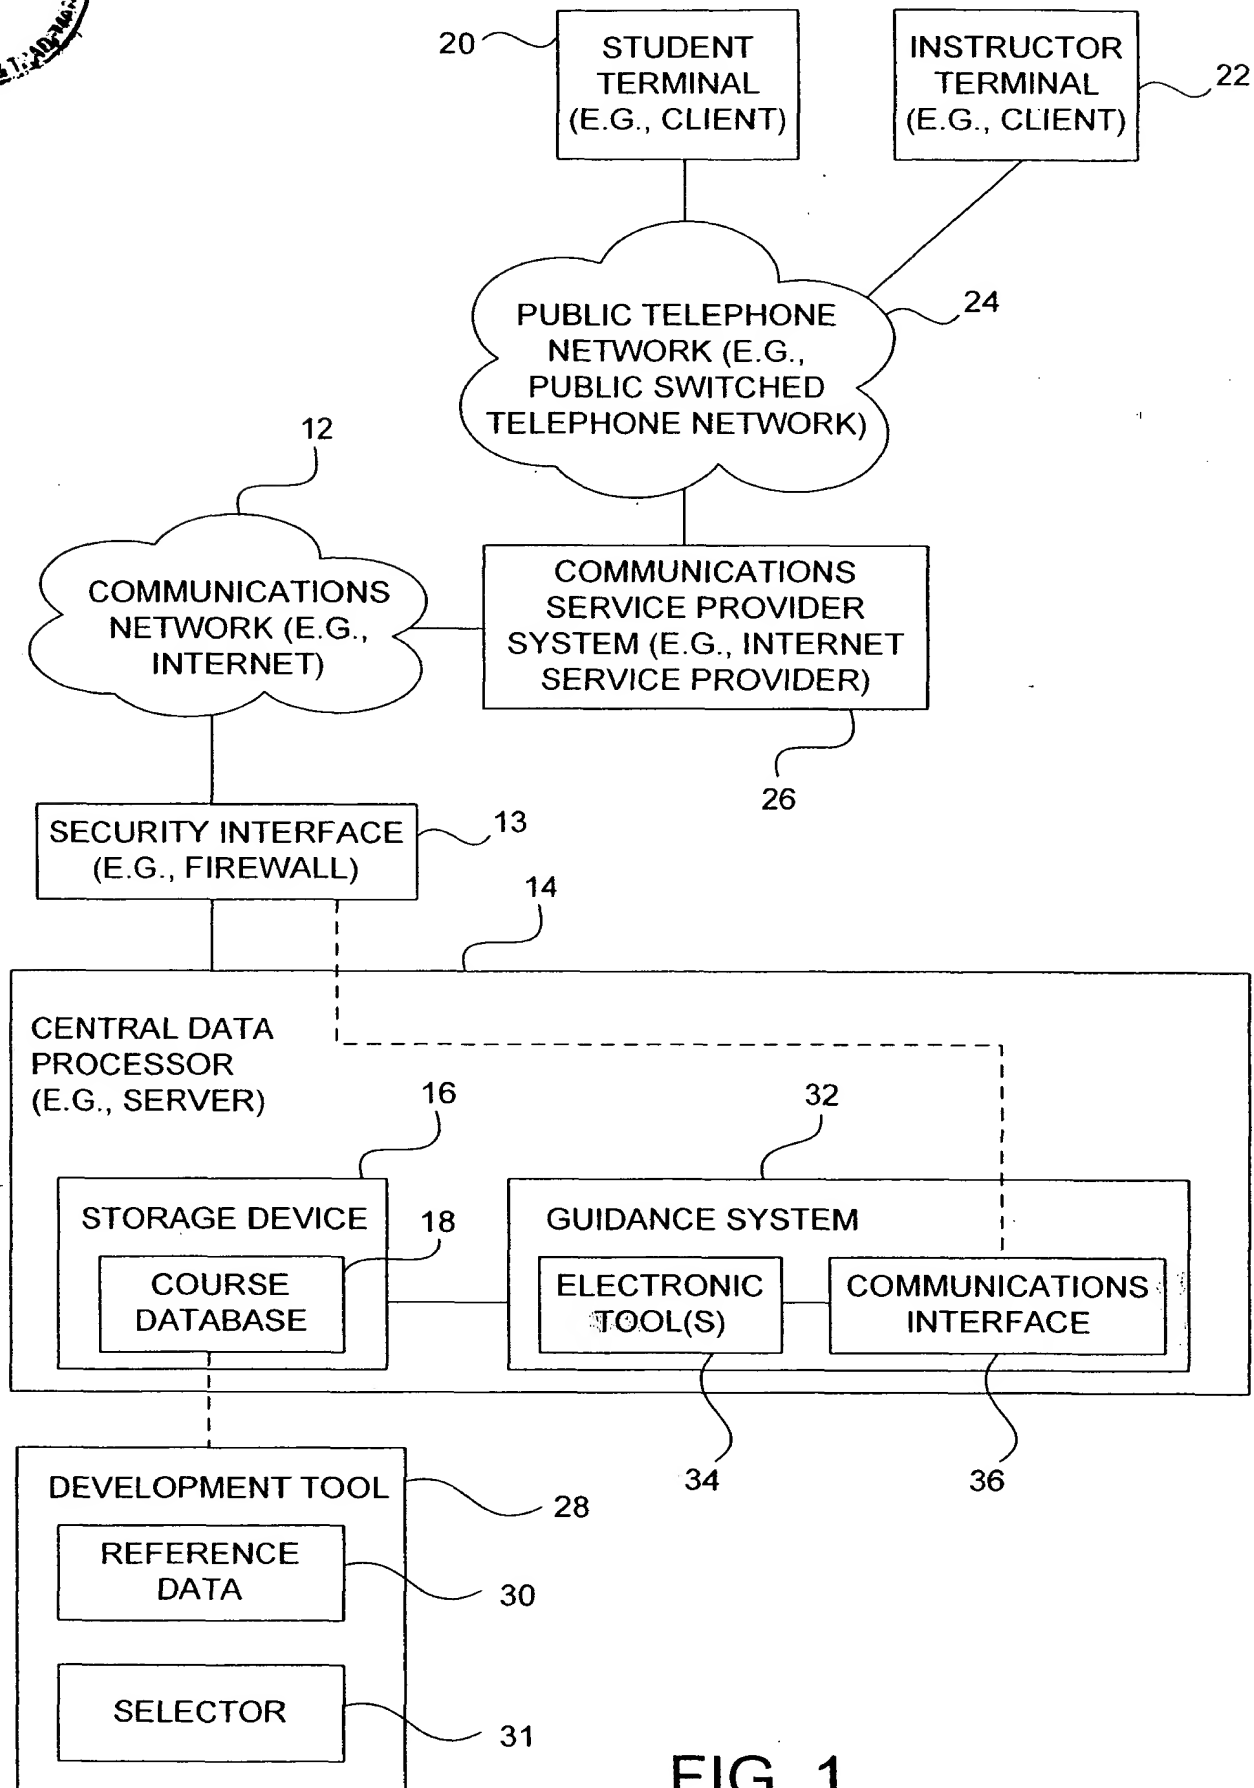 20
STUDENT
TERMINAL
(E.G., CLIENT)
INSTRUCTOR
TERMINAL
(E.G., CLIENT)
22
PUBLIC TELEPHONE
NETWORK (E.G.,
PUBLIC SWITCHED
TELEPHONE NETWORK)
24
12
COMMUNICATIONS
NETWORK (E.G.,
INTERNET)
COMMUNICATIONS
SERVICE PROVIDER
SYSTEM (E.G., INTERNET
SERVICE PROVIDER)
26
SECURITY INTERFACE
(E.G., FIREWALL)
13
14
CENTRAL DATA
PROCESSOR
(E.G., SERVER)
16
32
STORAGE DEVICE
18
COURSE
DATABASE
GUIDANCE SYSTEM
ELECTRONIC
TOOL(S)
COMMUNICATIONS
INTERFACE
34
36
DEVELOPMENT TOOL
28
REFERENCE
DATA
30
SELECTOR
31
FIG. 1